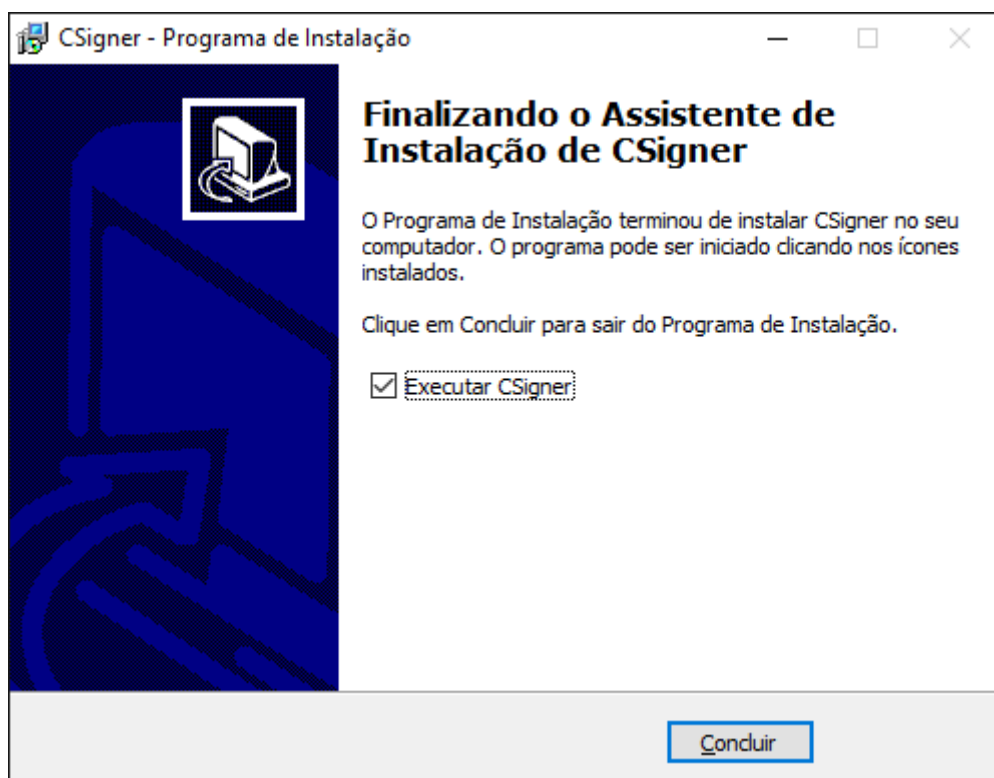 CSigner - Programa de Instalação
Finalizando o Assistente de
Instalação de CSigner
O Programa de Instalação terminou de instalar CSigner no seu
computador. O programa pode ser iniciado clicando nos ícones
instalados.
Clique em Concluir para sair do Programa de Instalação.
Executar CSigner
Concluir